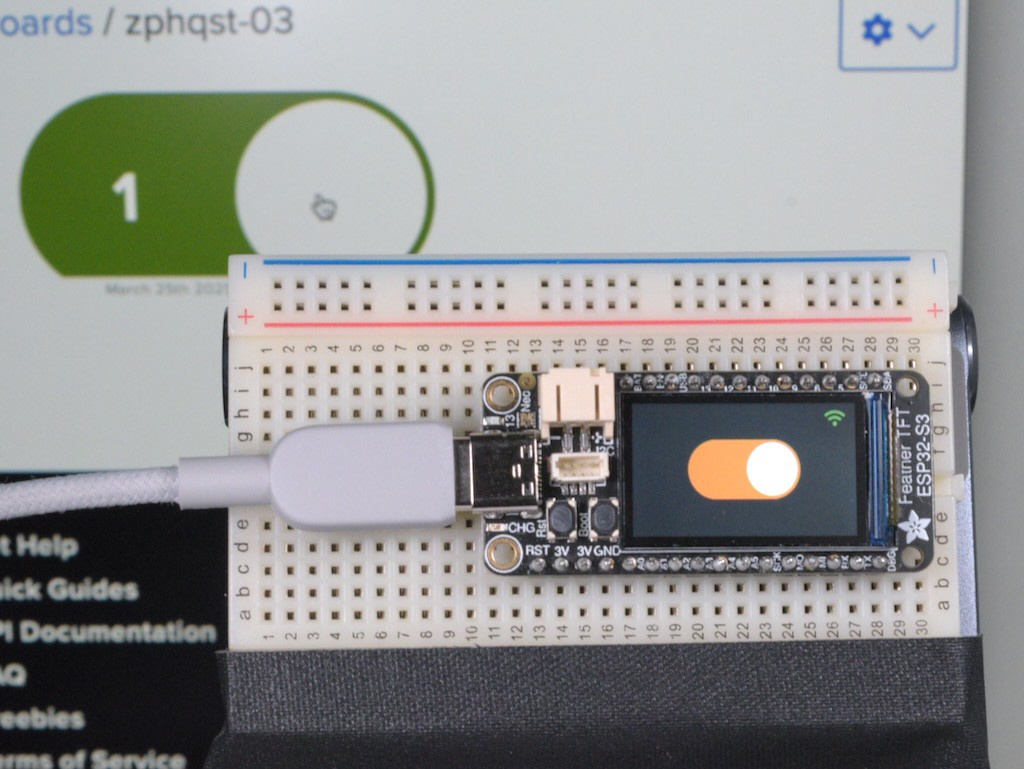 oards / zphqst-03
1
March 25th 202
1 2 3 4 5 6 7 8 9 10 11 12 13 14 15 16 17 18 19 20 21 22 23 24 25 26 27 28 29 30
j
i
h
g
j
g
Neo
13
Feather TFT
ESP32-S3
CHG
Rst
Boot
RST 3V 3V GND
e
d
c
b
a
e
d
c
b
a
1 2 3 4 5 6 7 8 9 10 11 12 13 14 15 16 17 18 19 20 21 22 23 24 25 26 27 28 29 30
t Help
uick Guides
PI Documentation
AQ
reebies
erms of Service